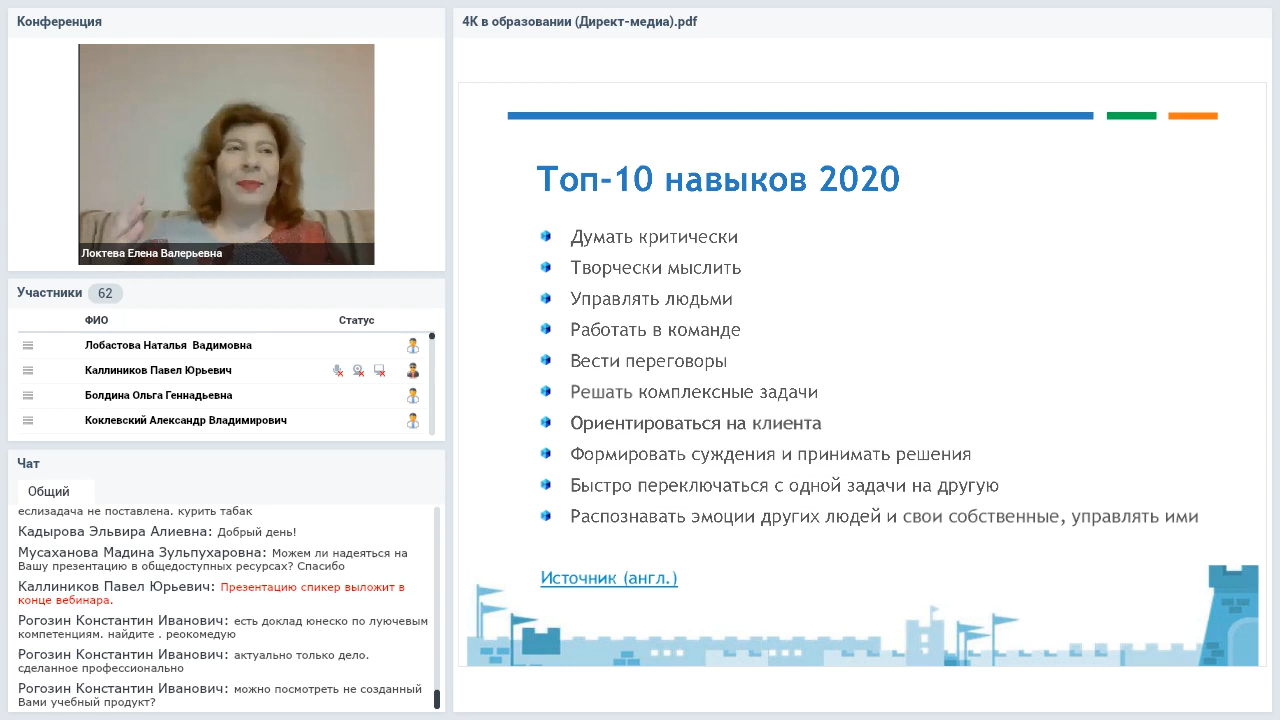 Конференция
Локтева Елена Валерьевна
Участники 62
ФИО Статус
Лобастова Наталья Вадимовна
Каллиников Павел Юрьевич
Болдина Ольга Геннадьевна
Коклевский Александр Владимирович
Чат
Общий
еслизадача не поставлена. курить табак
Кадырова Эльвира Алиевна: Добрый день!
Мусаханова Мадина Зульпухаровна: Можем ли надеяться на
Вашу презентацию в общедоступных ресурсах? Спасибо
Каллиников Павел Юрьевич: Презентацию спикер выложит в
конце вебинара.
Рогозин Константин Иванович: есть доклад юнеско по луючевым
компетенциям. найдите . реокомедую
Рогозин Константин Иванович: актуально только дело.
сделанное профессионально
Рогозин Константин Иванович: можно посмотреть не созданный
Вами учебный продукт?
4К в образовании (Директ-медиа).pdf
Топ-10 навыков 2020
Думать критически
Творчески мыслить
Управлять людьми
Работать в команде
Вести переговоры
Решать комплексные задачи
Ориентироваться на клиента
Формировать суждения и принимать решения
Быстро переключаться с одной задачи на другую
Распознавать эмоции других людей и свои собственные, управлять ими
Источник (англ.)